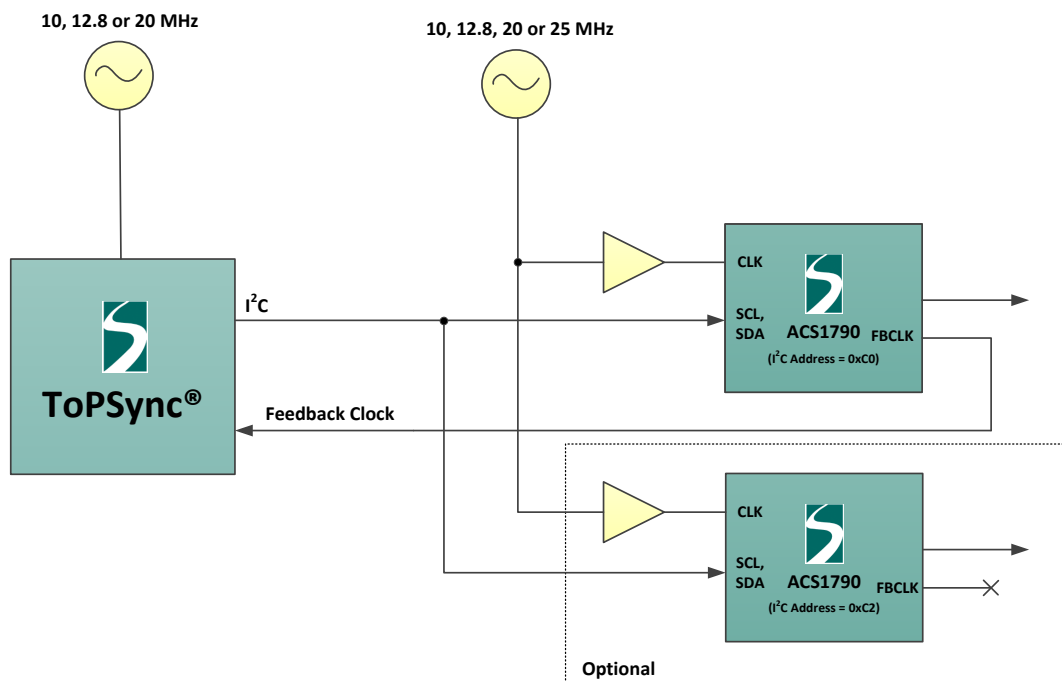 10, 12.8 or 20 MHz
10, 12.8, 20 or 25 MHz
I²C
ToPSync®
Feedback Clock
CLK
SCL,
SDA
ACS1790
FBCLK
(I²C Address = 0xC0)
CLK
SCL,
SDA
ACS1790
FBCLK
(I²C Address = 0xC2)
Optional